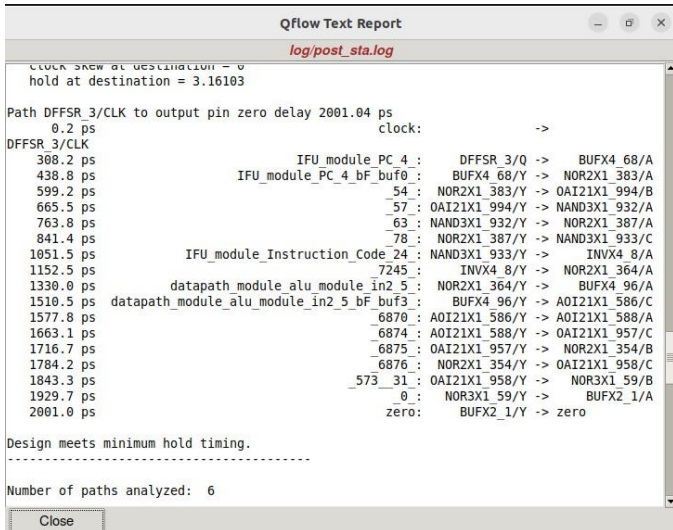 Qflow Text Report
log/post_sta.log
clock skew at destination = 0
hold at destination = 3.16103
Path DFFSR_3/CLK to output pin zero delay 2001.04 ps
0.2 ps clock: ->
DFFSR_3/CLK
308.2 ps IFU_module_PC_4_: DFFSR_3/Q -> BUFX4_68/A
438.8 ps IFU_module_PC_4_bF_buf0_: BUFX4_68/Y -> NOR2X1_383/A
599.2 ps _54_: NOR2X1_383/Y -> OAI21X1_994/B
665.5 ps _57_: OAI21X1_994/Y -> NAND3X1_932/A
763.8 ps _63_: NAND3X1_932/Y -> NOR2X1_387/A
841.4 ps _78_: NOR2X1_387/Y -> NAND3X1_933/C
1051.5 ps IFU_module_Instruction_Code_24_: NAND3X1_933/Y -> INVX4_8/A
1152.5 ps _7245_: INVX4_8/Y -> NOR2X1_364/A
1330.0 ps datapath_module_alu_module_in2_5_: NOR2X1_364/Y -> BUFX4_96/A
1510.5 ps datapath_module_alu_module_in2_5_bF_buf3_: BUFX4_96/Y -> AOI21X1_586/C
1577.8 ps _6870_: AOI21X1_586/Y -> AOI21X1_588/A
1663.1 ps _6874_: AOI21X1_588/Y -> OAI21X1_957/C
1716.7 ps _6875_: OAI21X1_957/Y -> NOR2X1_354/B
1784.2 ps _6876_: NOR2X1_354/Y -> OAI21X1_958/C
1843.3 ps _573__31_: OAI21X1_958/Y -> NOR3X1_59/B
1929.7 ps _0_: NOR3X1_59/Y -> BUFX2_1/A
2001.0 ps zero: BUFX2_1/Y -> zero
Design meets minimum hold timing.
-----------------------------------------
Number of paths analyzed: 6
Close